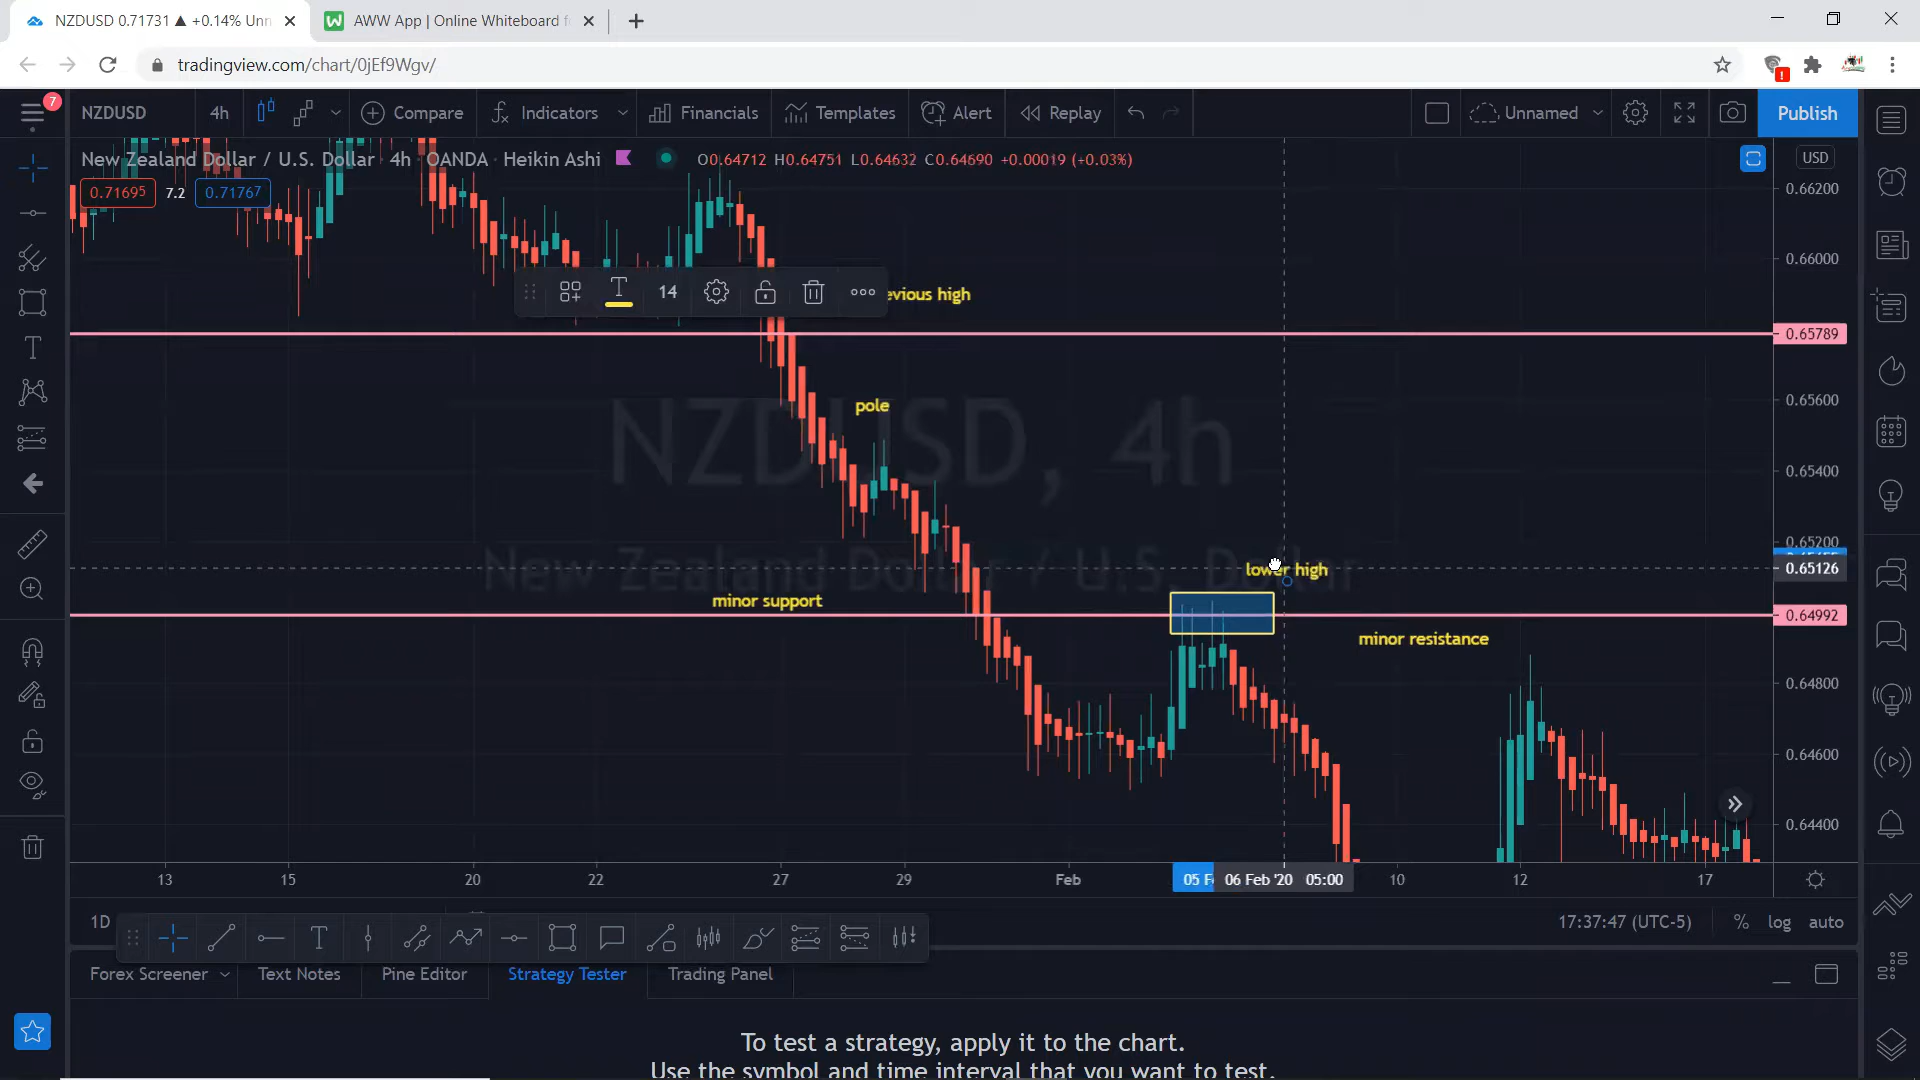 NZDUSD 0.71731 ▲ +0.14% Unn
AWW App | Online Whiteboard f
tradingview.com/chart/0jEf9Wgv/
7
NZDUSD
4h
Compare
Indicators
Financials
Templates
Alert
Replay
Unnamed
Publish
New Zealand Dollar / U.S. Dollar · 4h · OANDA · Heikin Ashi
O0.64712 H0.64751 L0.64632 C0.64690 +0.00019 (+0.03%)
USD
0.71695
7.2
0.71767
0.66200
0.66000
14
evious high
0.65789
NZDUSD, 4h
pole
0.65600
0.65400
0.65200
New Zealand Dollar / U.S. Dollar
lower high
0.65126
minor support
0.64992
minor resistance
0.64800
0.64600
0.64400
13
15
20
22
27
29
Feb
05 F
06 Feb '20 05:00
10
12
17
1D
17:37:47 (UTC-5)
%
log
auto
Forex Screener
Text Notes
Pine Editor
Strategy Tester
Trading Panel
To test a strategy, apply it to the chart.
Use the symbol and time interval that you want to test.